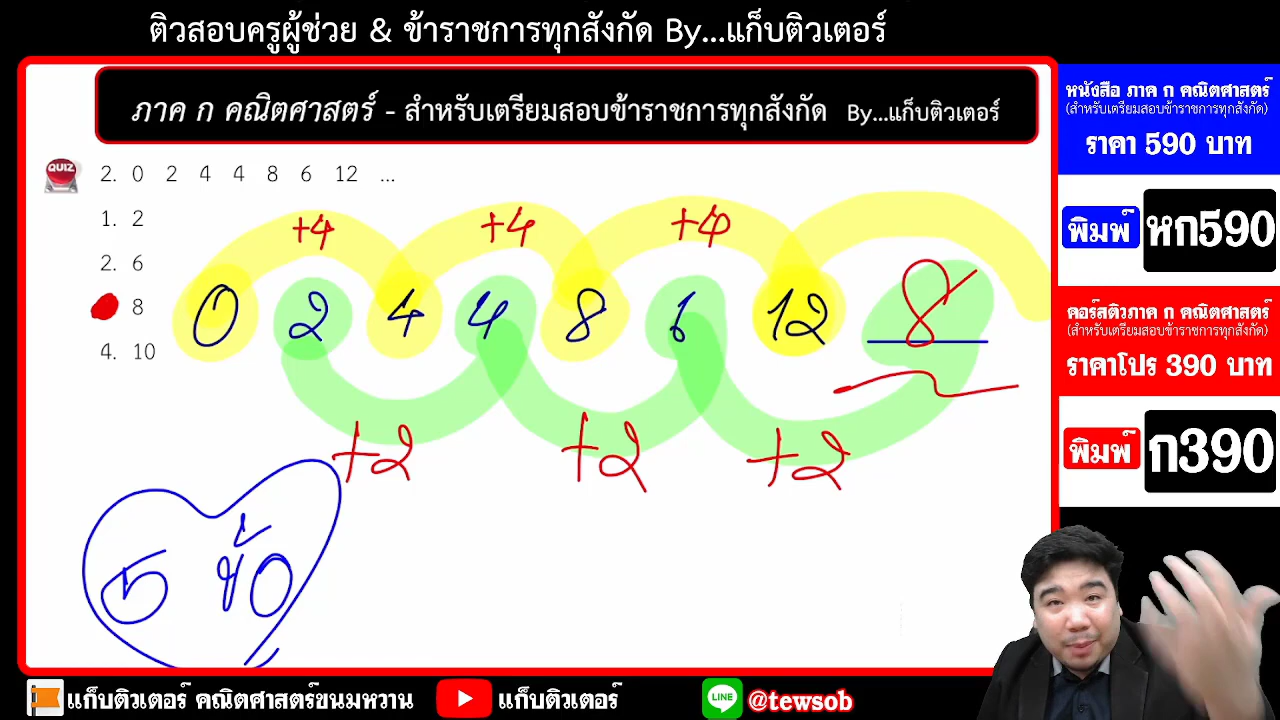 ติวสอบครูผู้ช่วย & ข้าราชการทุกสังกัด By...แก็บติวเตอร์
ภาค ก คณิตศาสตร์ - สำหรับเตรียมสอบข้าราชการทุกสังกัด By...แก็บติวเตอร์
QUIZ 2. 0 2 4 4 8 6 12 ...
1. 2
2. 6
8
4. 10
+4 +4 +4
0 2 4 4 8 6 12 8
+2 +2 +2
5 ข้อ
หนังสือ ภาค ก คณิตศาสตร์
(สำหรับเตรียมสอบข้าราชการทุกสังกัด)
ราคา 590 บาท
พิมพ์ หก590
คอร์สติวภาค ก คณิตศาสตร์
(สำหรับเตรียมสอบข้าราชการทุกสังกัด)
ราคาโปร 390 บาท
พิมพ์ ก390
แก็บติวเตอร์ คณิตศาสตร์ขนมหวาน แก็บติวเตอร์ LINE @tewsob